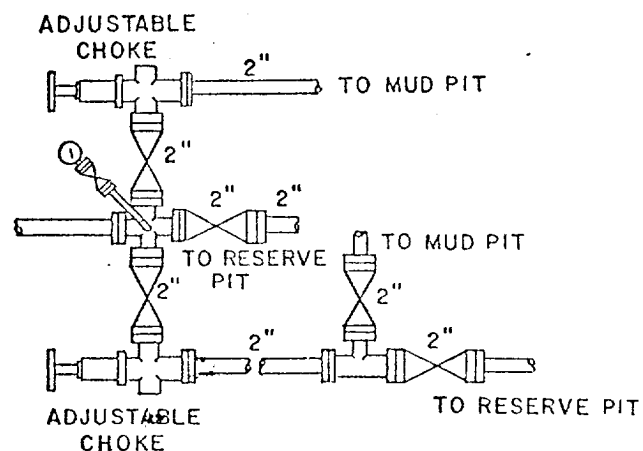 ADJUSTABLE
CHOKE
2"
TO MUD PIT
2"
2"
2"
TO RESERVE
PIT
TO MUD PIT
2"
2"
2"
2"
TO RESERVE PIT
ADJUSTABLE
CHOKE